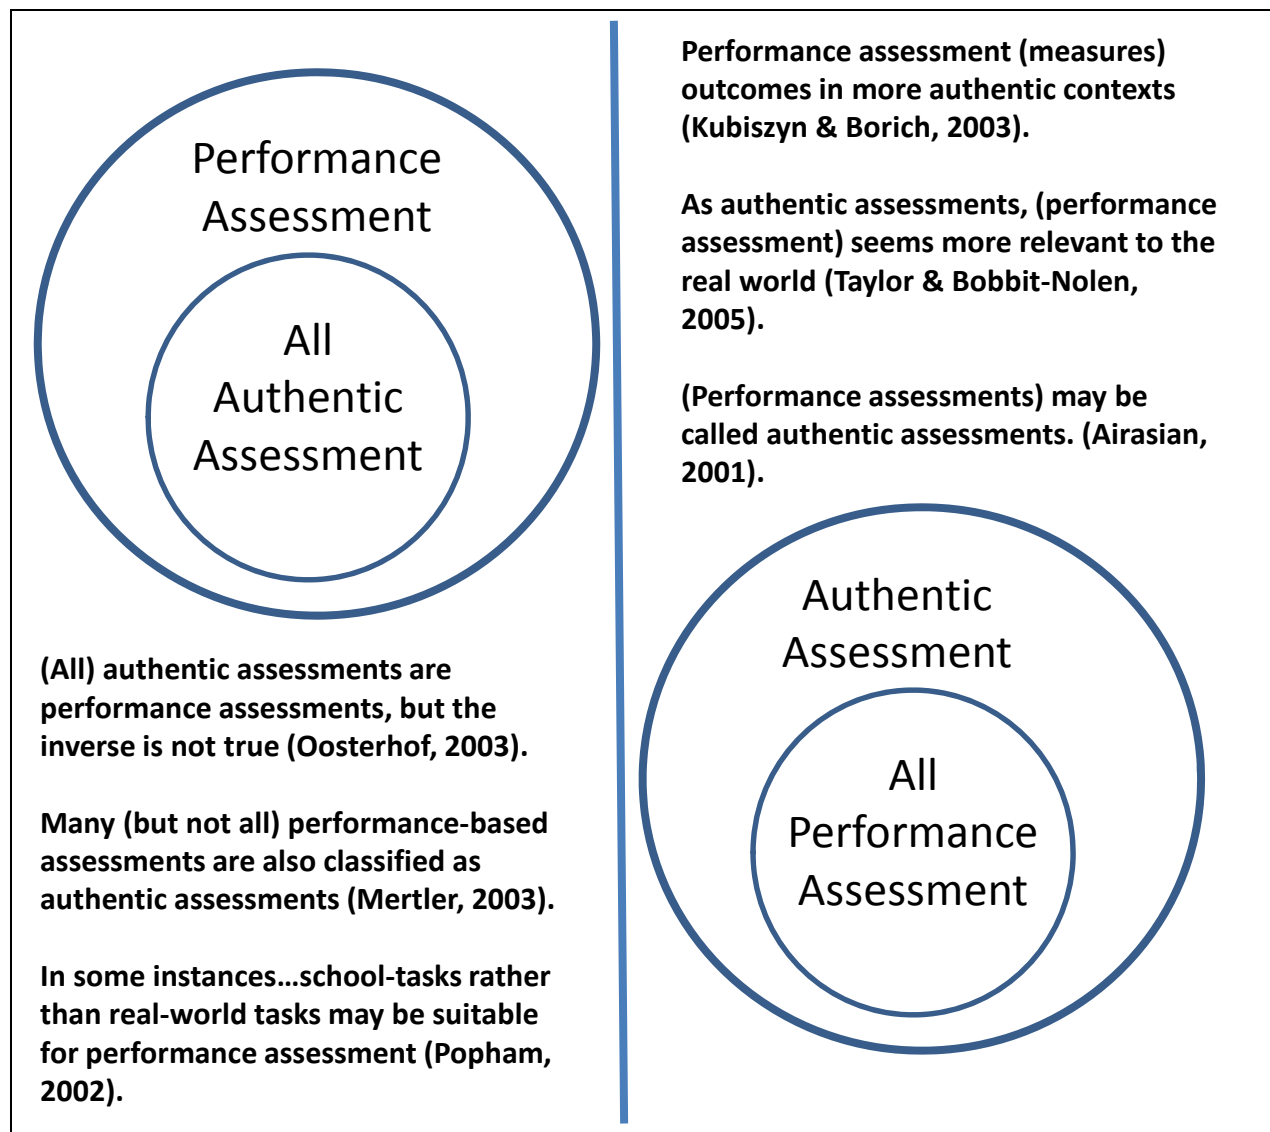 Performance
Assessment
All
Authentic
Assessment
(All) authentic assessments are
performance assessments, but the
inverse is not true (Oosterhof, 2003).
Many (but not all) performance-based
assessments are also classified as
authentic assessments (Mertler, 2003).
In some instances…school-tasks rather
than real-world tasks may be suitable
for performance assessment (Popham,
2002).
Performance assessment (measures)
outcomes in more authentic contexts
(Kubiszyn & Borich, 2003).
As authentic assessments, (performance
assessment) seems more relevant to the
real world (Taylor & Bobbit-Nolen,
2005).
(Performance assessments) may be
called authentic assessments. (Airasian,
2001).
Authentic
Assessment
All
Performance
Assessment